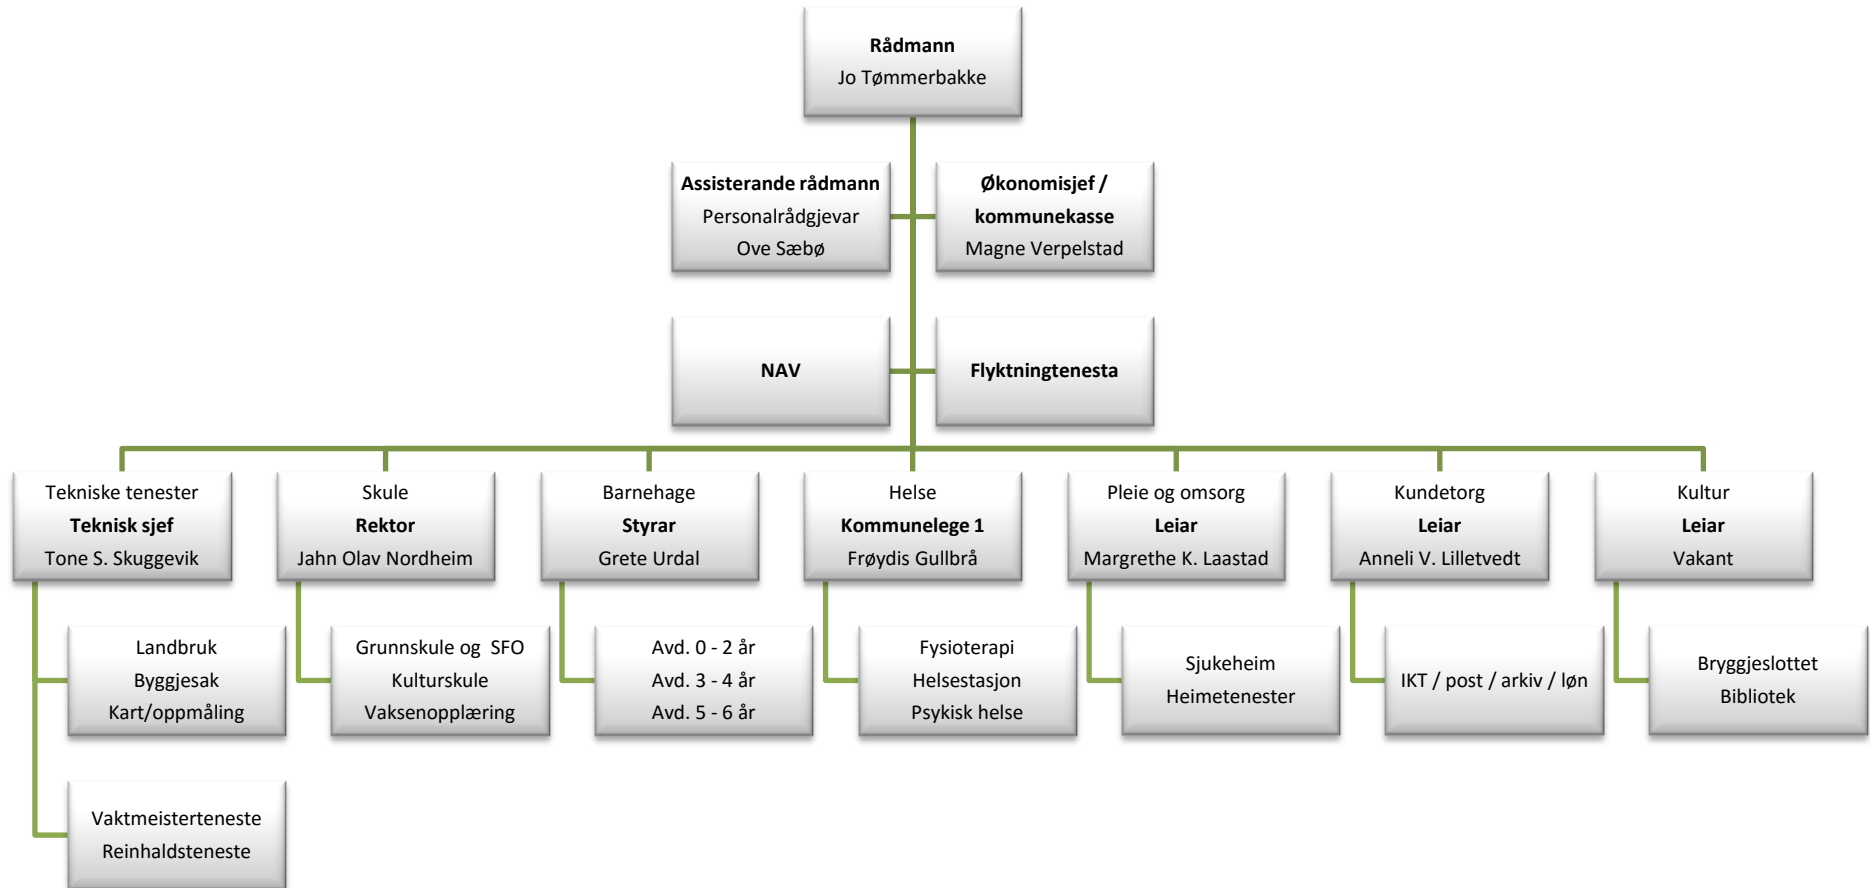 Rådmann
Jo Tømmerbakke
Assisterande rådmann
Personalrådgjevar
Ove Sæbø
Økonomisjef /
kommunekasse
Magne Verpelstad
NAV
Flyktningtenesta
Tekniske tenester
Teknisk sjef
Tone S. Skuggevik
Skule
Rektor
Jahn Olav Nordheim
Barnehage
Styrar
Grete Urdal
Helse
Kommunelege 1
Frøydis Gullbrå
Pleie og omsorg
Leiar
Margrethe K. Laastad
Kundetorg
Leiar
Anneli V. Lilletvedt
Kultur
Leiar
Vakant
Landbruk
Byggjesak
Kart/oppmåling
Grunnskule og SFO
Kulturskule
Vaksenopplæring
Avd. 0 - 2 år
Avd. 3 - 4 år
Avd. 5 - 6 år
Fysioterapi
Helsestasjon
Psykisk helse
Sjukeheim
Heimetenester
IKT / post / arkiv / løn
Bryggjeslottet
Bibliotek
Vaktmeisterteneste
Reinhaldsteneste